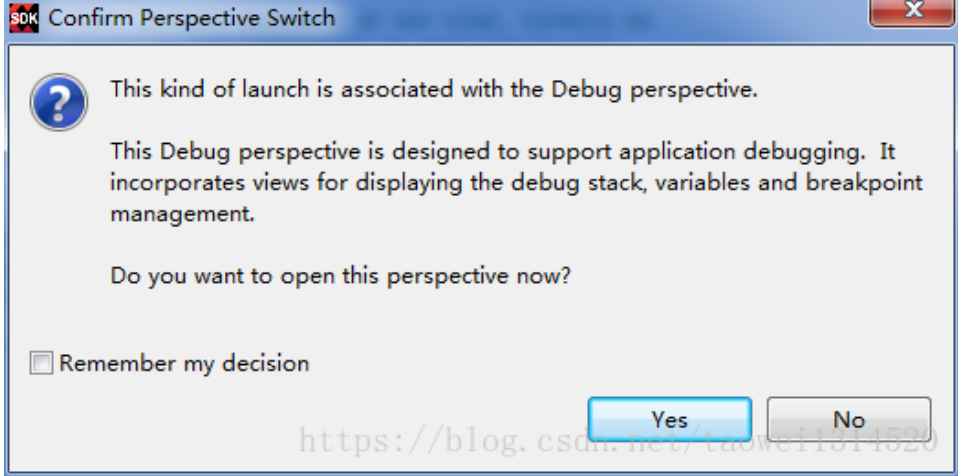 SDK Confirm Perspective Switch
This kind of launch is associated with the Debug perspective.
This Debug perspective is designed to support application debugging. It
incorporates views for displaying the debug stack, variables and breakpoint
management.
Do you want to open this perspective now?
Remember my decision
Yes No
https://blog.csdn.net/taowei1314520